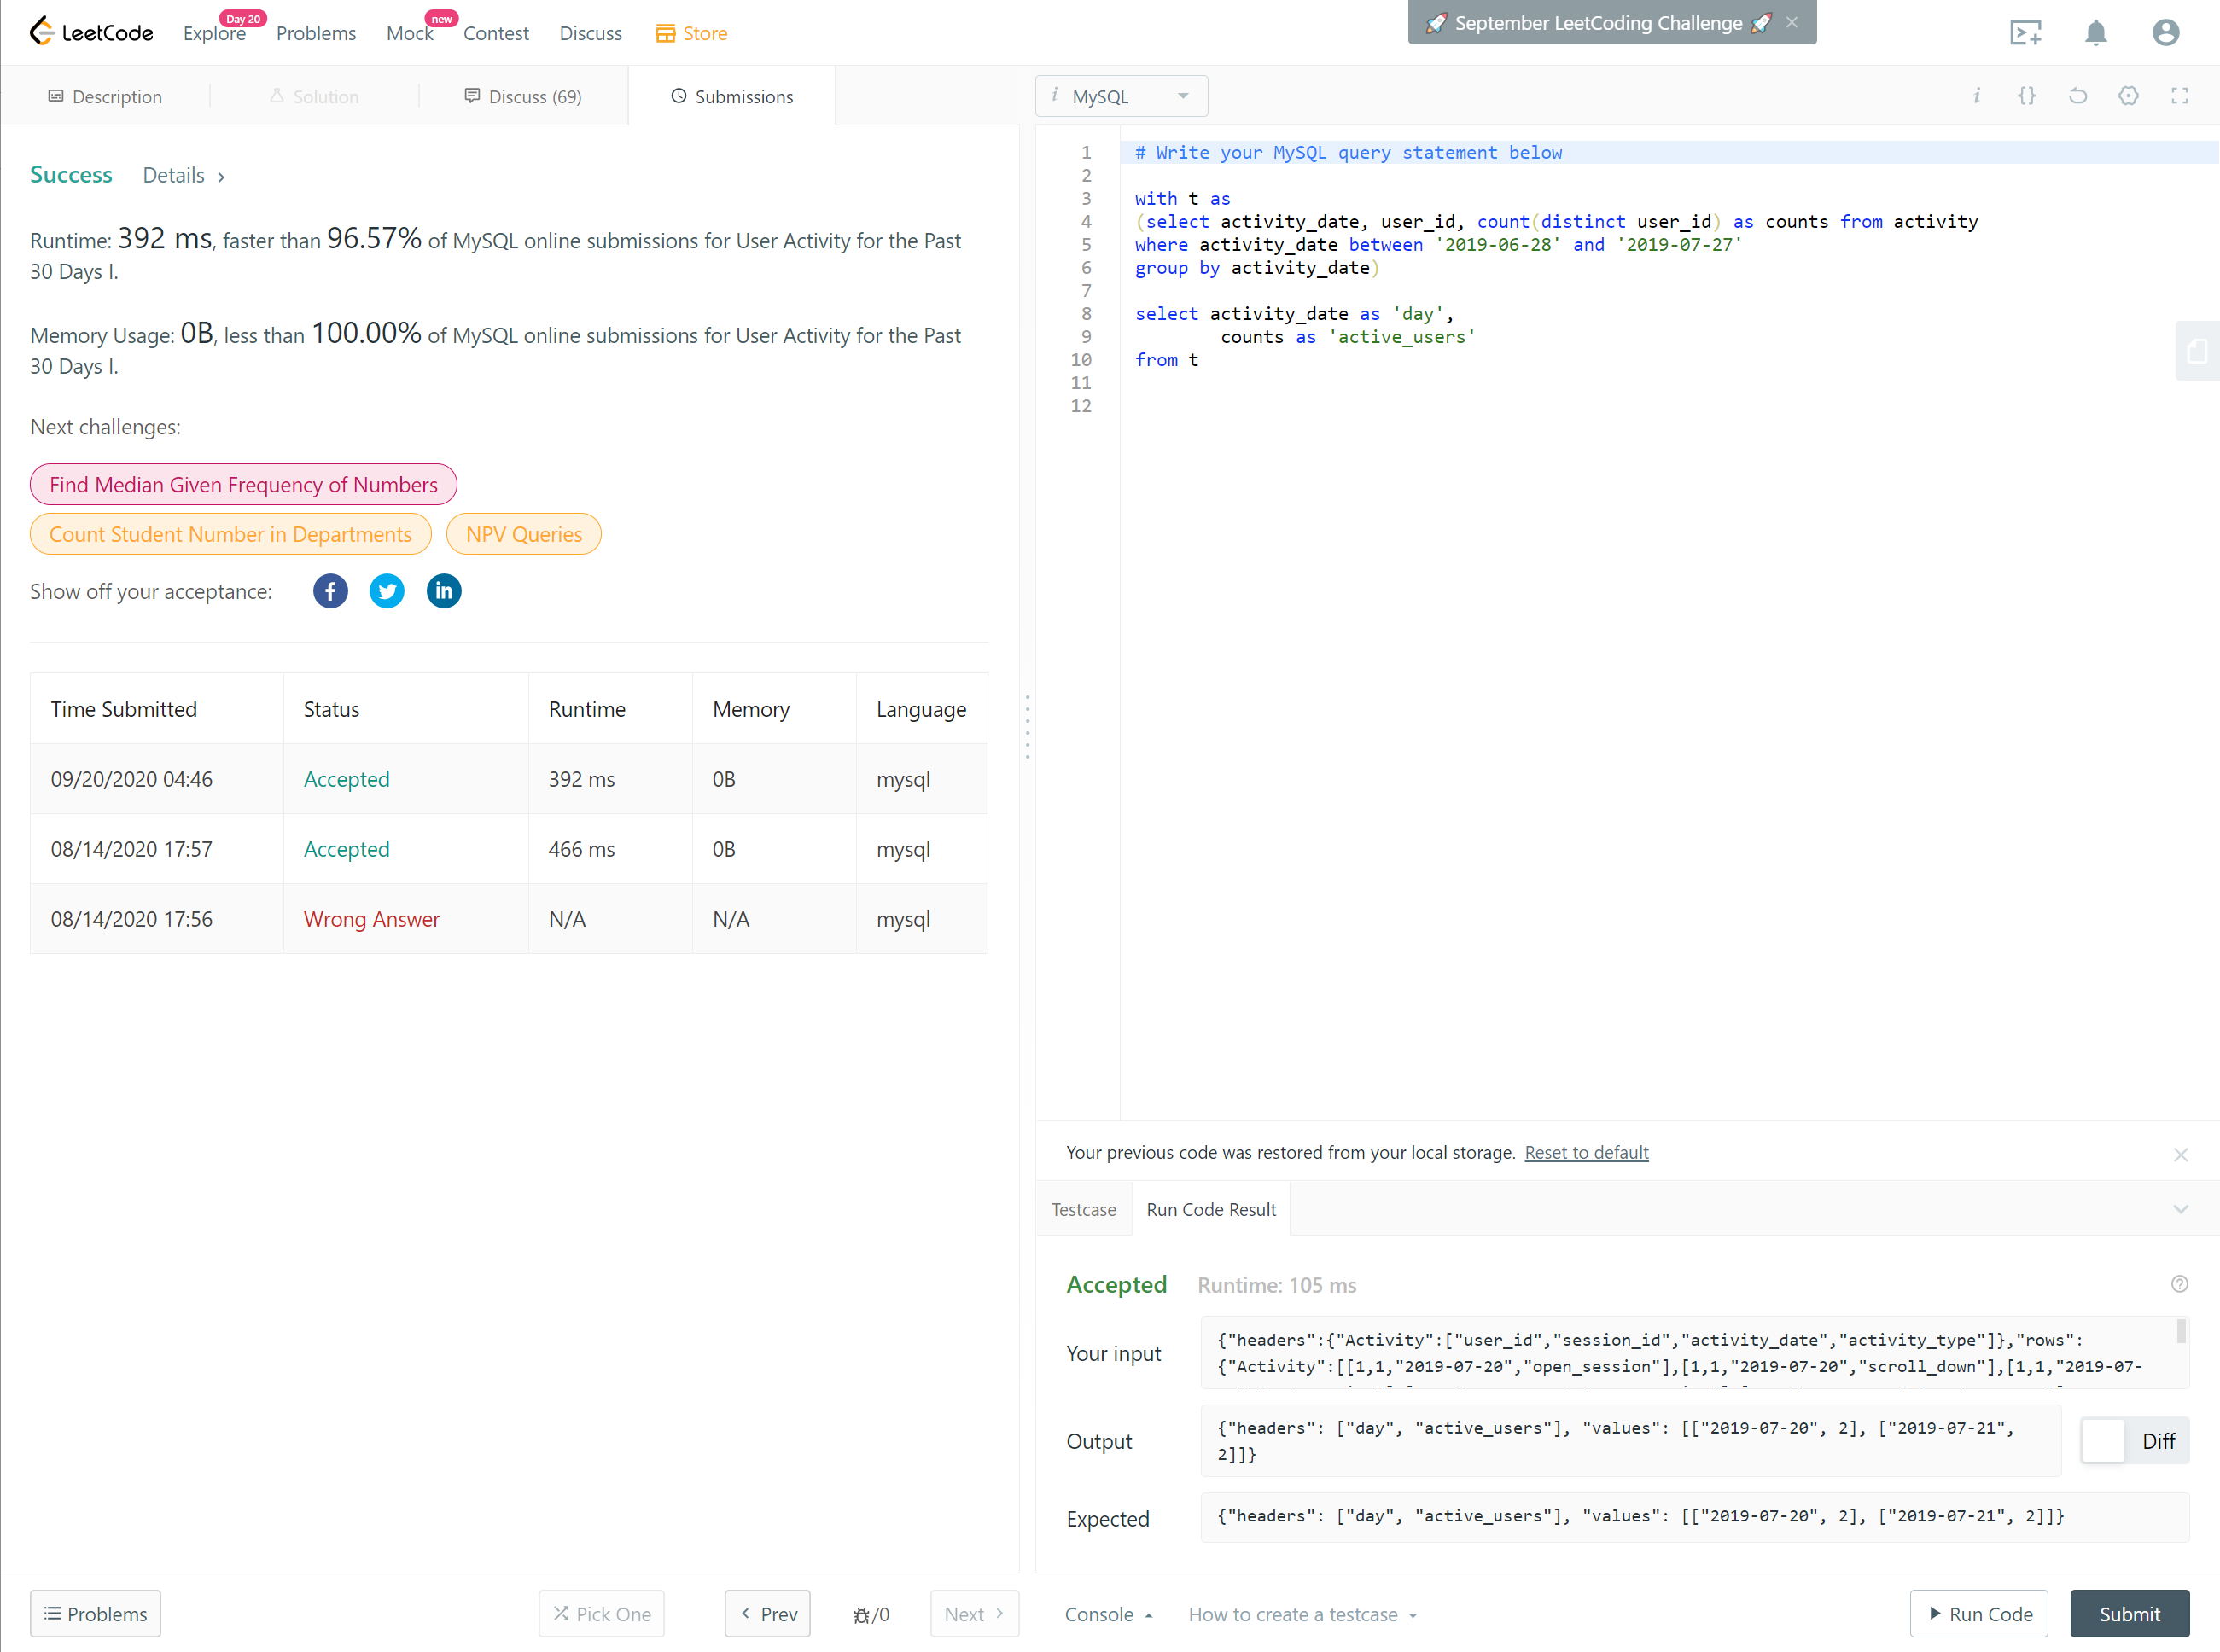 LeetCode
Explore
Day 20
Problems
Mock
new
Contest
Discuss
Store
🚀 September LeetCoding Challenge 🚀
Description
Solution
Discuss (69)
Submissions
i MySQL
Success Details
Runtime: 392 ms, faster than 96.57% of MySQL online submissions for User Activity for the Past
30 Days I.
Memory Usage: 0B, less than 100.00% of MySQL online submissions for User Activity for the Past
30 Days I.
Next challenges:
Find Median Given Frequency of Numbers
Count Student Number in Departments
NPV Queries
Show off your acceptance:
Time Submitted Status Runtime Memory Language
09/20/2020 04:46 Accepted 392 ms 0B mysql
08/14/2020 17:57 Accepted 466 ms 0B mysql
08/14/2020 17:56 Wrong Answer N/A N/A mysql
Problems
Pick One
Prev
/0
Next
1 # Write your MySQL query statement below
2
3 with t as
4 (select activity_date, user_id, count(distinct user_id) as counts from activity
5 where activity_date between '2019-06-28' and '2019-07-27'
6 group by activity_date)
7
8 select activity_date as 'day',
9 counts as 'active_users'
10 from t
11
12
Your previous code was restored from your local storage. Reset to default
Testcase
Run Code Result
Accepted Runtime: 105 ms
Your input
{"headers":{"Activity":["user_id","session_id","activity_date","activity_type"]},"rows":
{"Activity":[[1,1,"2019-07-20","open_session"],[1,1,"2019-07-20","scroll_down"],[1,1,"2019-07-
Output
{"headers": ["day", "active_users"], "values": [["2019-07-20", 2], ["2019-07-21",
2]]}
Diff
Expected
{"headers": ["day", "active_users"], "values": [["2019-07-20", 2], ["2019-07-21", 2]]}
Console
How to create a testcase
Run Code
Submit